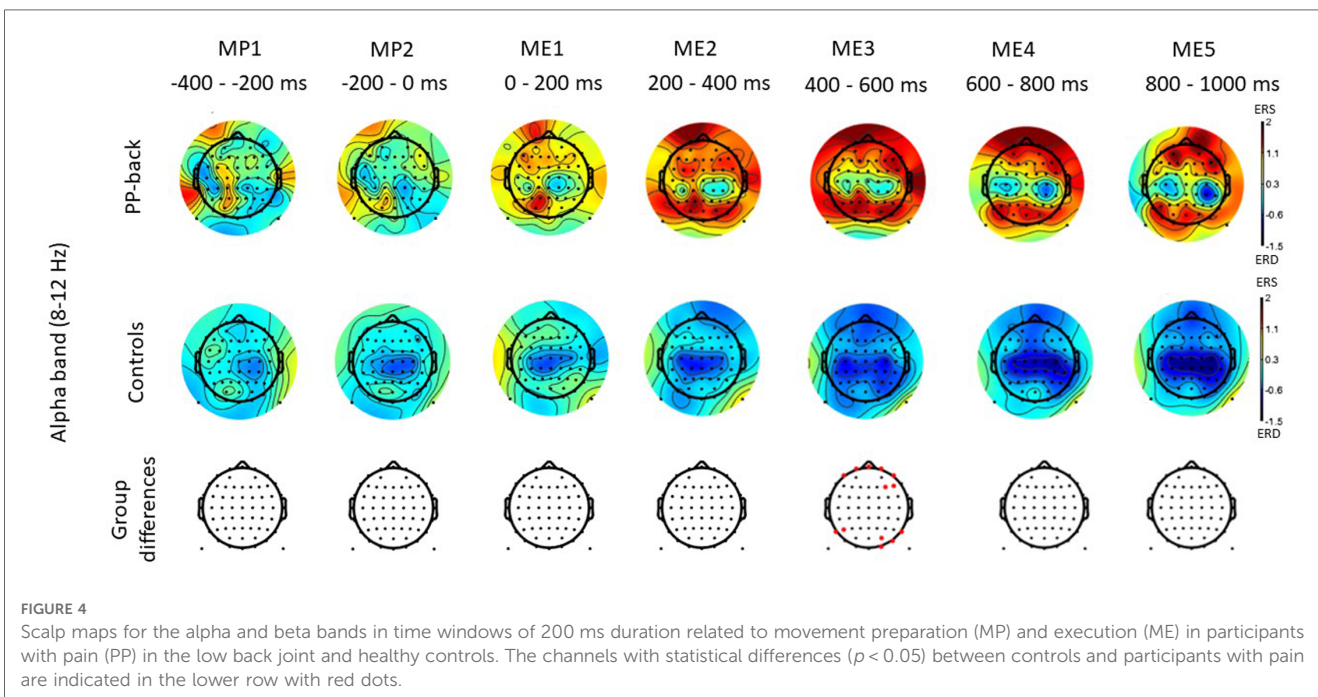 MP1 MP2 ME1 ME2 ME3 ME4 ME5
-400 - -200 ms -200 - 0 ms 0 - 200 ms 200 - 400 ms 400 - 600 ms 600 - 800 ms 800 - 1000 ms
Alpha band (8-12 Hz)
PP-back
ERS
2
1.1
0.3
-0.6
-1.5
ERD
Controls
ERS
2
1.1
0.3
-0.6
-1.5
ERD
Group
differences
FIGURE 4
Scalp maps for the alpha and beta bands in time windows of 200 ms duration related to movement preparation (MP) and execution (ME) in participants
with pain (PP) in the low back joint and healthy controls. The channels with statistical differences (p < 0.05) between controls and participants with pain
are indicated in the lower row with red dots.